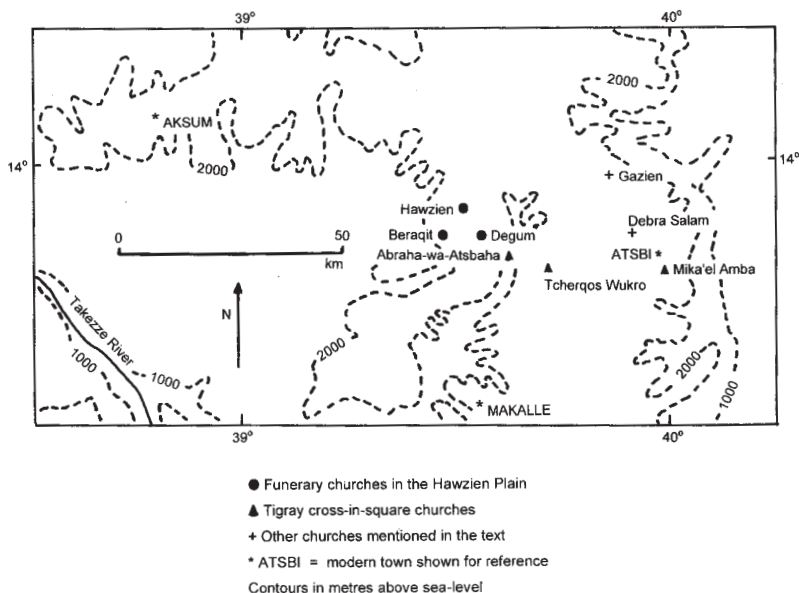 39°
40°
2000
* AKSUM
2000
14°
14°
+ Gazien
Hawzien ●
Debra Salam
+
Beraqit ●
● Degum
0
50
km
Abraha-wa-Atsbaha
▲
ATSBI *
▲ Mika'el Amba
▲
Tcherqos Wukro
N
Takezze River
1000
1000
2000
2000
1000
* MAKALLE
39°
40°
● Funerary churches in the Hawzien Plain
▲ Tigray cross-in-square churches
+ Other churches mentioned in the text
* ATSBI = modern town shown for reference
Contours in metres above sea-level